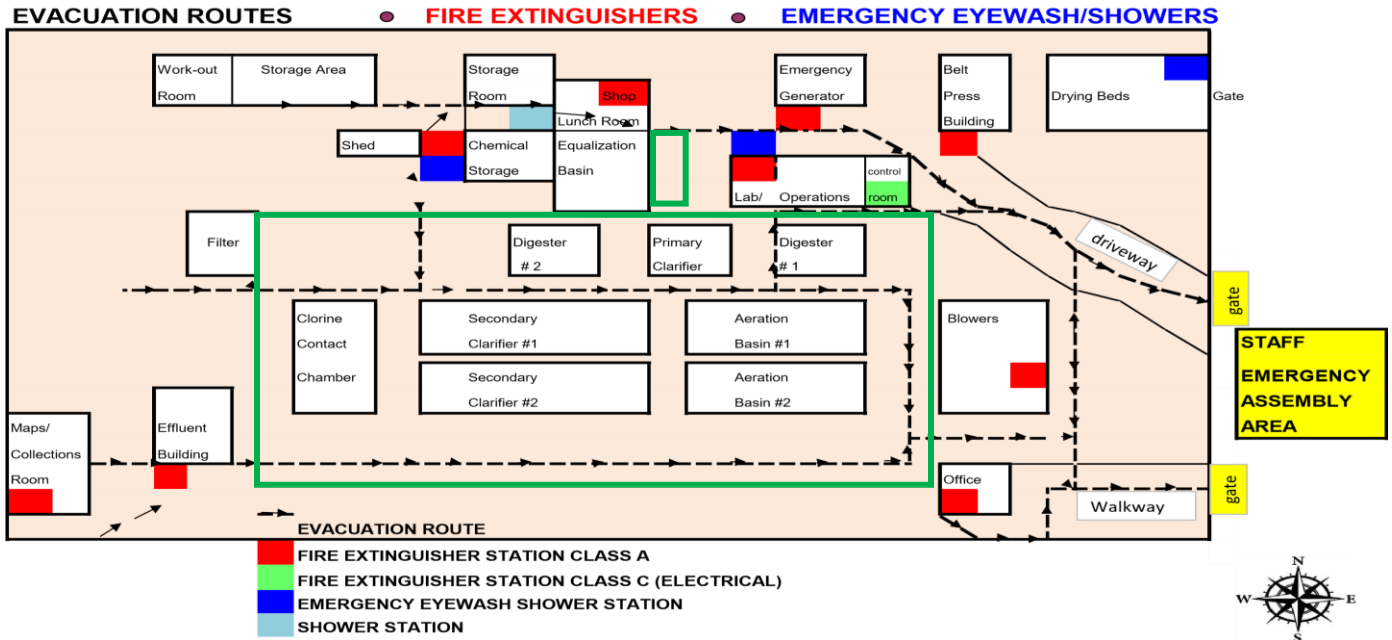 EVACUATION ROUTES • FIRE EXTINGUISHERS • EMERGENCY EYEWASH/SHOWERS
Work-out
Room
Storage Area
Storage
Room
Shop
Lunch Room
Emergency
Generator
Belt
Press
Building
Drying Beds
Gate
Shed
Chemical
Storage
Equalization
Basin
Lab/ Operations
control
room
Filter
Digester
# 2
Primary
Clarifier
Digester
# 1
driveway
gate
Clorine
Contact
Chamber
Secondary
Clarifier #1
Aeration
Basin #1
Blowers
STAFF
EMERGENCY
ASSEMBLY
AREA
Secondary
Clarifier #2
Aeration
Basin #2
Maps/
Collections
Room
Effluent
Building
Office
Walkway
gate
EVACUATION ROUTE
FIRE EXTINGUISHER STATION CLASS A
FIRE EXTINGUISHER STATION CLASS C (ELECTRICAL)
EMERGENCY EYEWASH SHOWER STATION
SHOWER STATION
N
W E
S